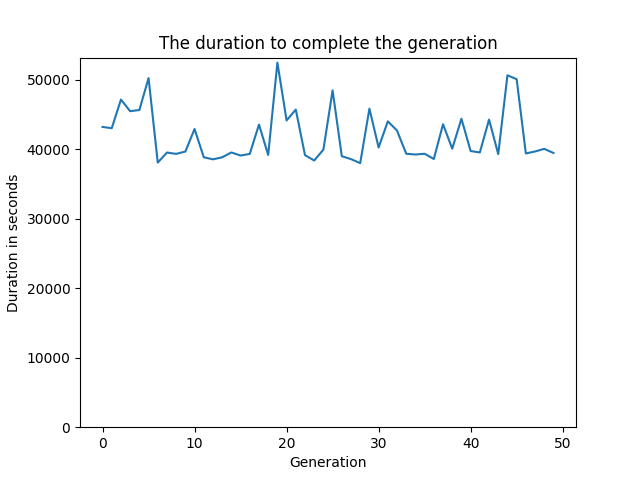 The duration to complete the generation
50000
40000
30000
20000
10000
0
Duration in seconds
0 10 20 30 40 50
Generation